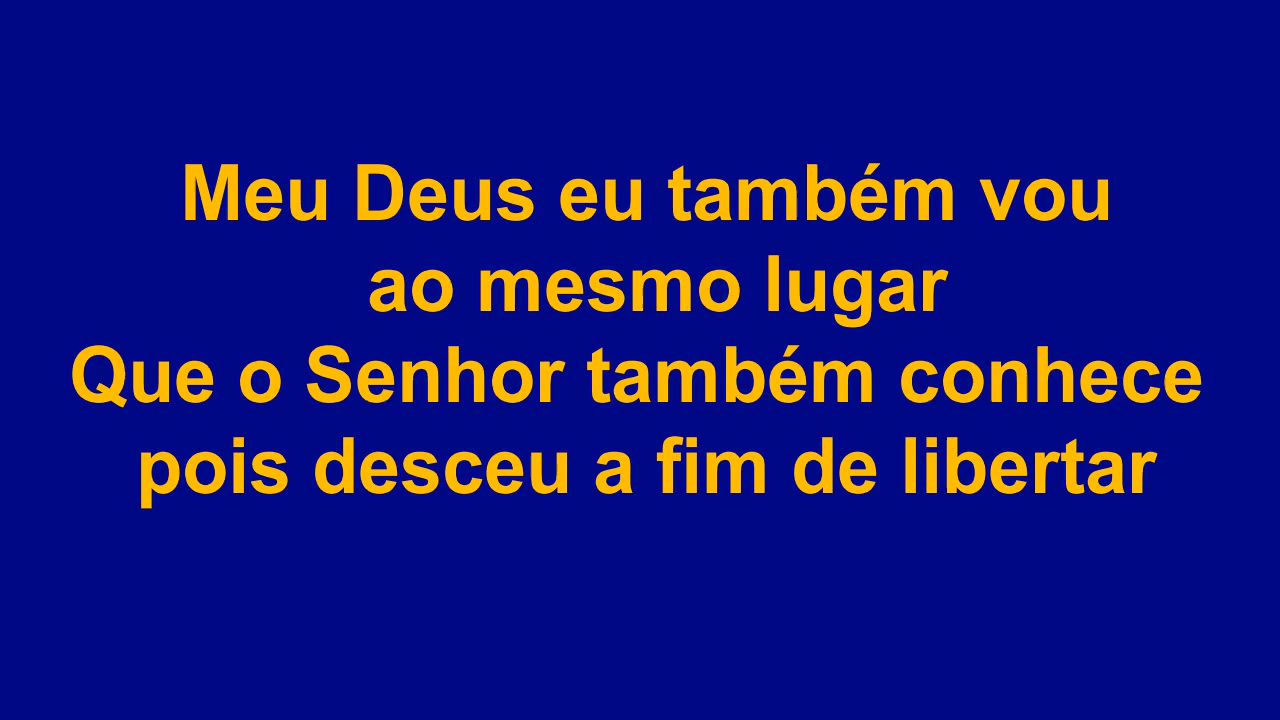 Meu Deus eu também vou
ao mesmo lugar
Que o Senhor também conhece
pois desceu a fim de libertar